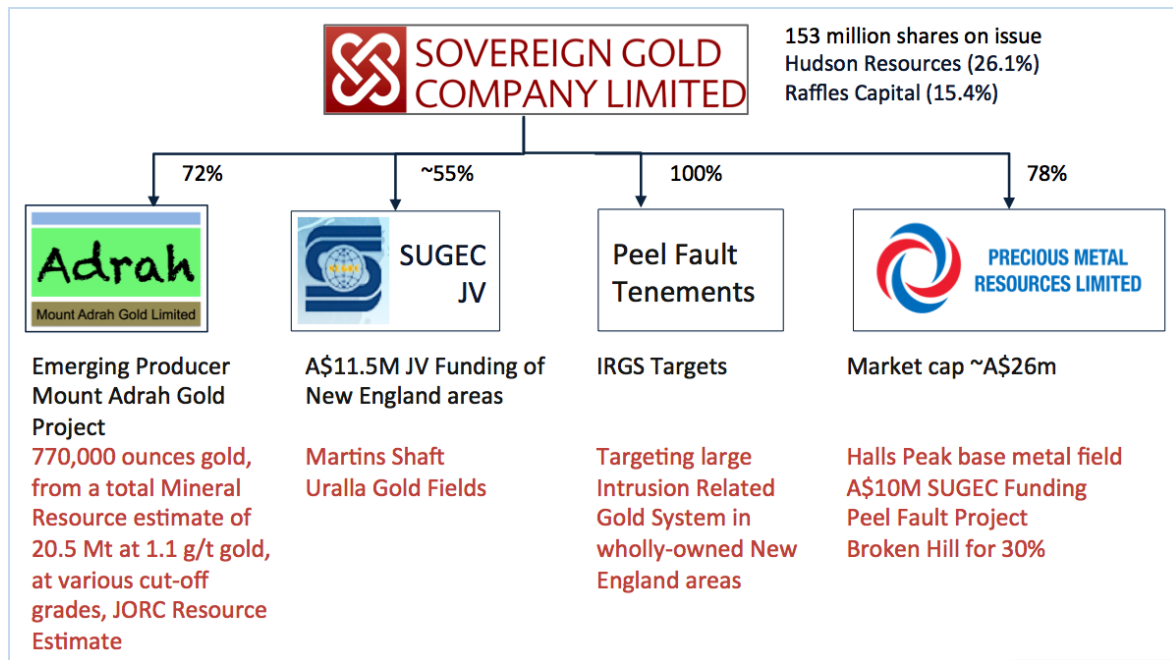 SOVEREIGN GOLD
COMPANY LIMITED
153 million shares on issue
Hudson Resources (26.1%)
Raffles Capital (15.4%)
72%
~55%
100%
78%
Adrah
Mount Adrah Gold Limited
SUGEC
SUGEC
JV
Peel Fault
Tenements
PRECIOUS METAL
RESOURCES LIMITED
Emerging Producer
Mount Adrah Gold
Project
770,000 ounces gold,
from a total Mineral
Resource estimate of
20.5 Mt at 1.1 g/t gold,
at various cut-off
grades, JORC Resource
Estimate
A$11.5M JV Funding of
New England areas
Martins Shaft
Uralla Gold Fields
IRGS Targets
Targeting large
Intrusion Related
Gold System in
wholly-owned New
England areas
Market cap ~A$26m
Halls Peak base metal field
A$10M SUGEC Funding
Peel Fault Project
Broken Hill for 30%